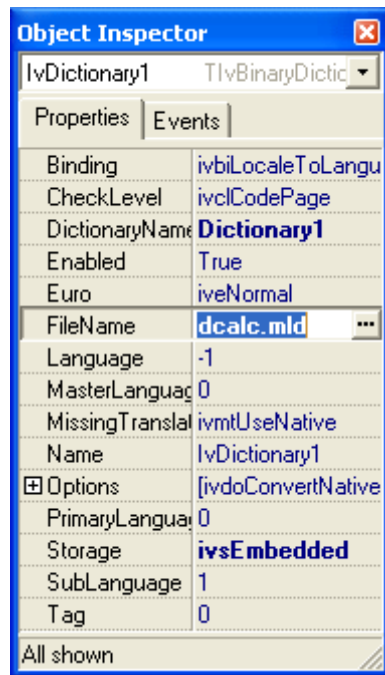 Object Inspector
IvDictionary1 TIvBinaryDictic
Properties Events
Binding ivbiLocaleToLangu
CheckLevel ivclCodePage
DictionaryName Dictionary1
Enabled True
Euro iveNormal
FileName dcalc.mld ...
Language -1
MasterLanguag 0
MissingTranslat ivmtUseNative
Name IvDictionary1
Options [ivdoConvertNative
PrimaryLanguag 0
Storage ivsEmbedded
SubLanguage 1
Tag 0
All shown